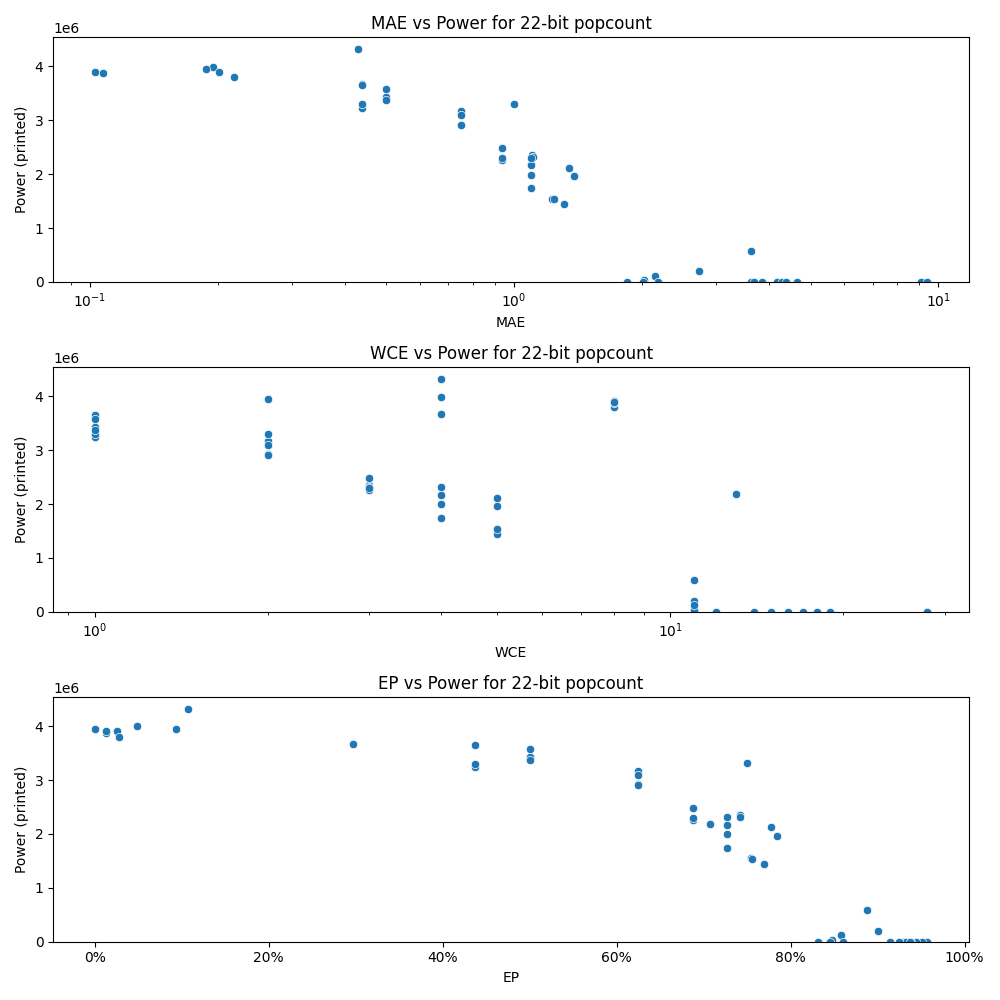 MAE vs Power for 22-bit popcount
1e6
4
3
2
1
0
Power (printed)
10⁻¹ 10⁰ 10¹
MAE
WCE vs Power for 22-bit popcount
1e6
4
3
2
1
0
Power (printed)
10⁰ 10¹
WCE
EP vs Power for 22-bit popcount
1e6
4
3
2
1
0
Power (printed)
0% 20% 40% 60% 80% 100%
EP